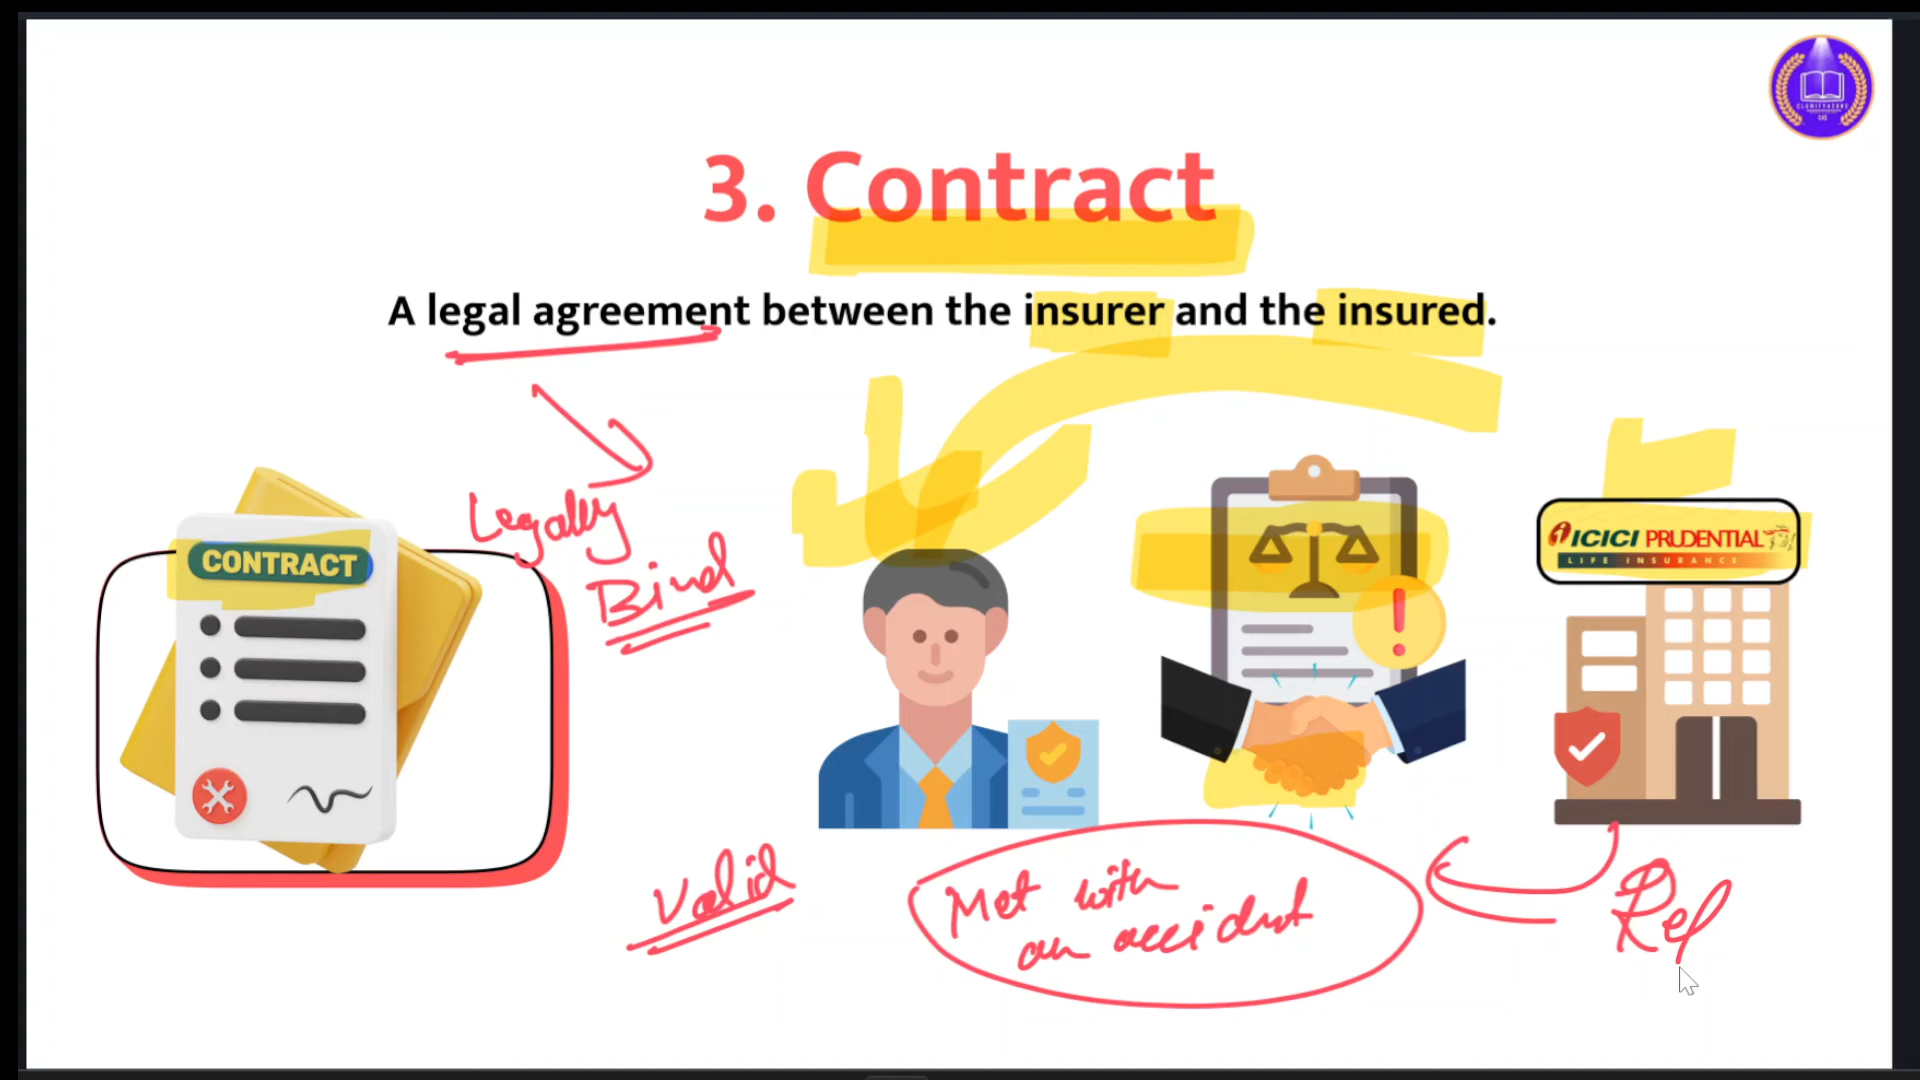 3. Contract
A legal agreement between the insurer and the insured.
Legally
Bind
CONTRACT
ICICI PRUDENTIAL
LIFE INSURANCE
Valid
Met with
an accident
Ref